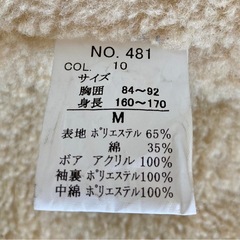 NO. 481
COL. 10
サイズ
胸囲 84～92
身長 160～170
M
表地 ポリエステル 65%
綿 35%
ボア アクリル 100%
袖裏 ポリエステル100%
中綿 ポリエステル100%